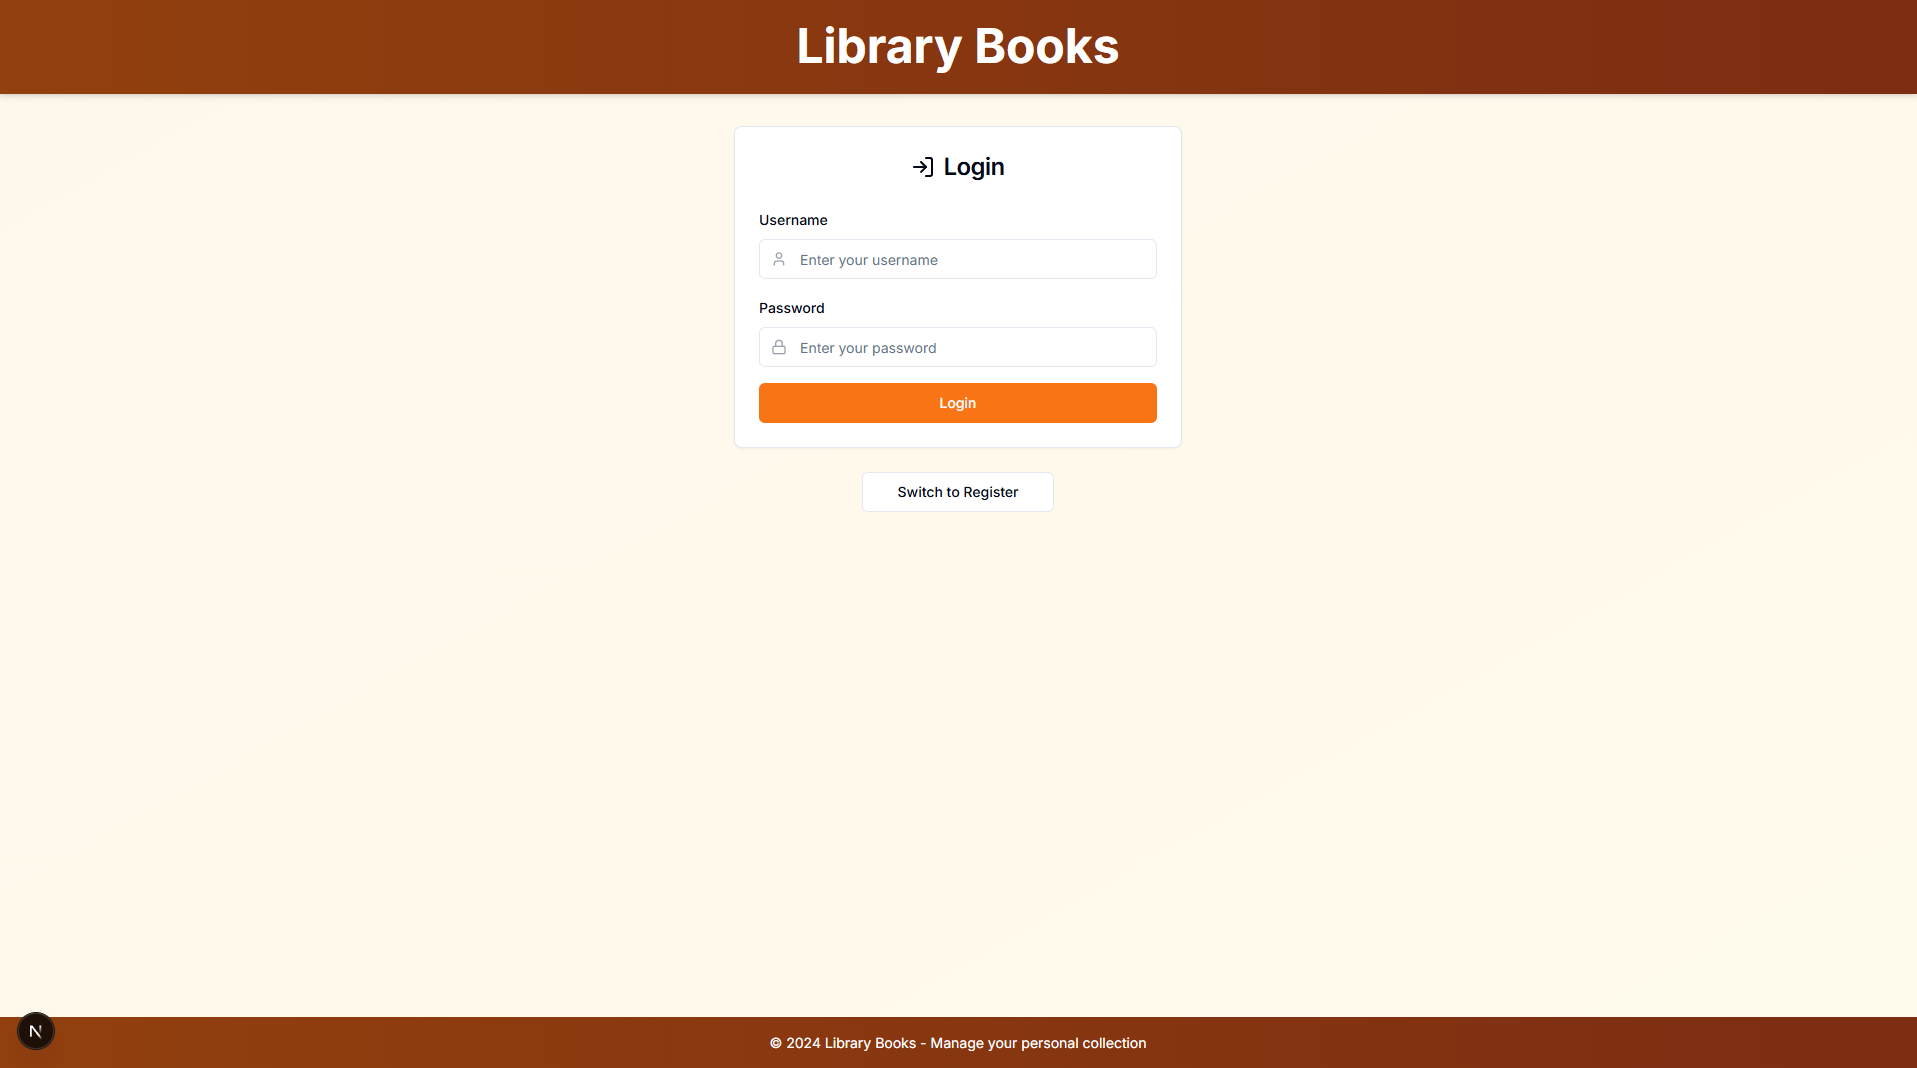 Library Books
Login
Username
Enter your username
Password
Enter your password
Login
Switch to Register
N
© 2024 Library Books - Manage your personal collection